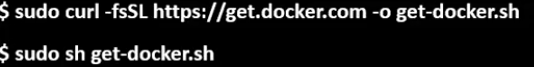 $ sudo curl -fsSL https://get.docker.com -o get-docker.sh
$ sudo sh get-docker.sh